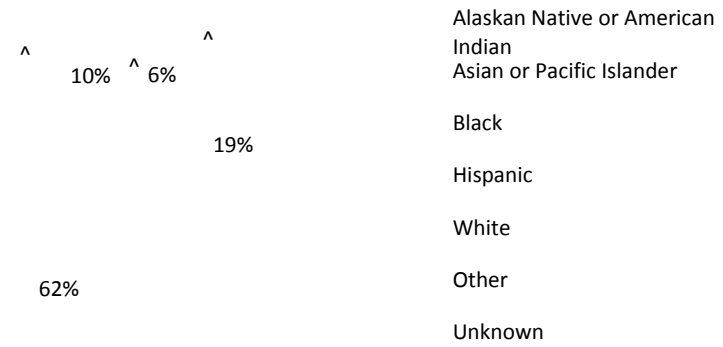 ^
^
10%
^
6%
19%
62%
Alaskan Native or American
Indian
Asian or Pacific Islander
Black
Hispanic
White
Other
Unknown